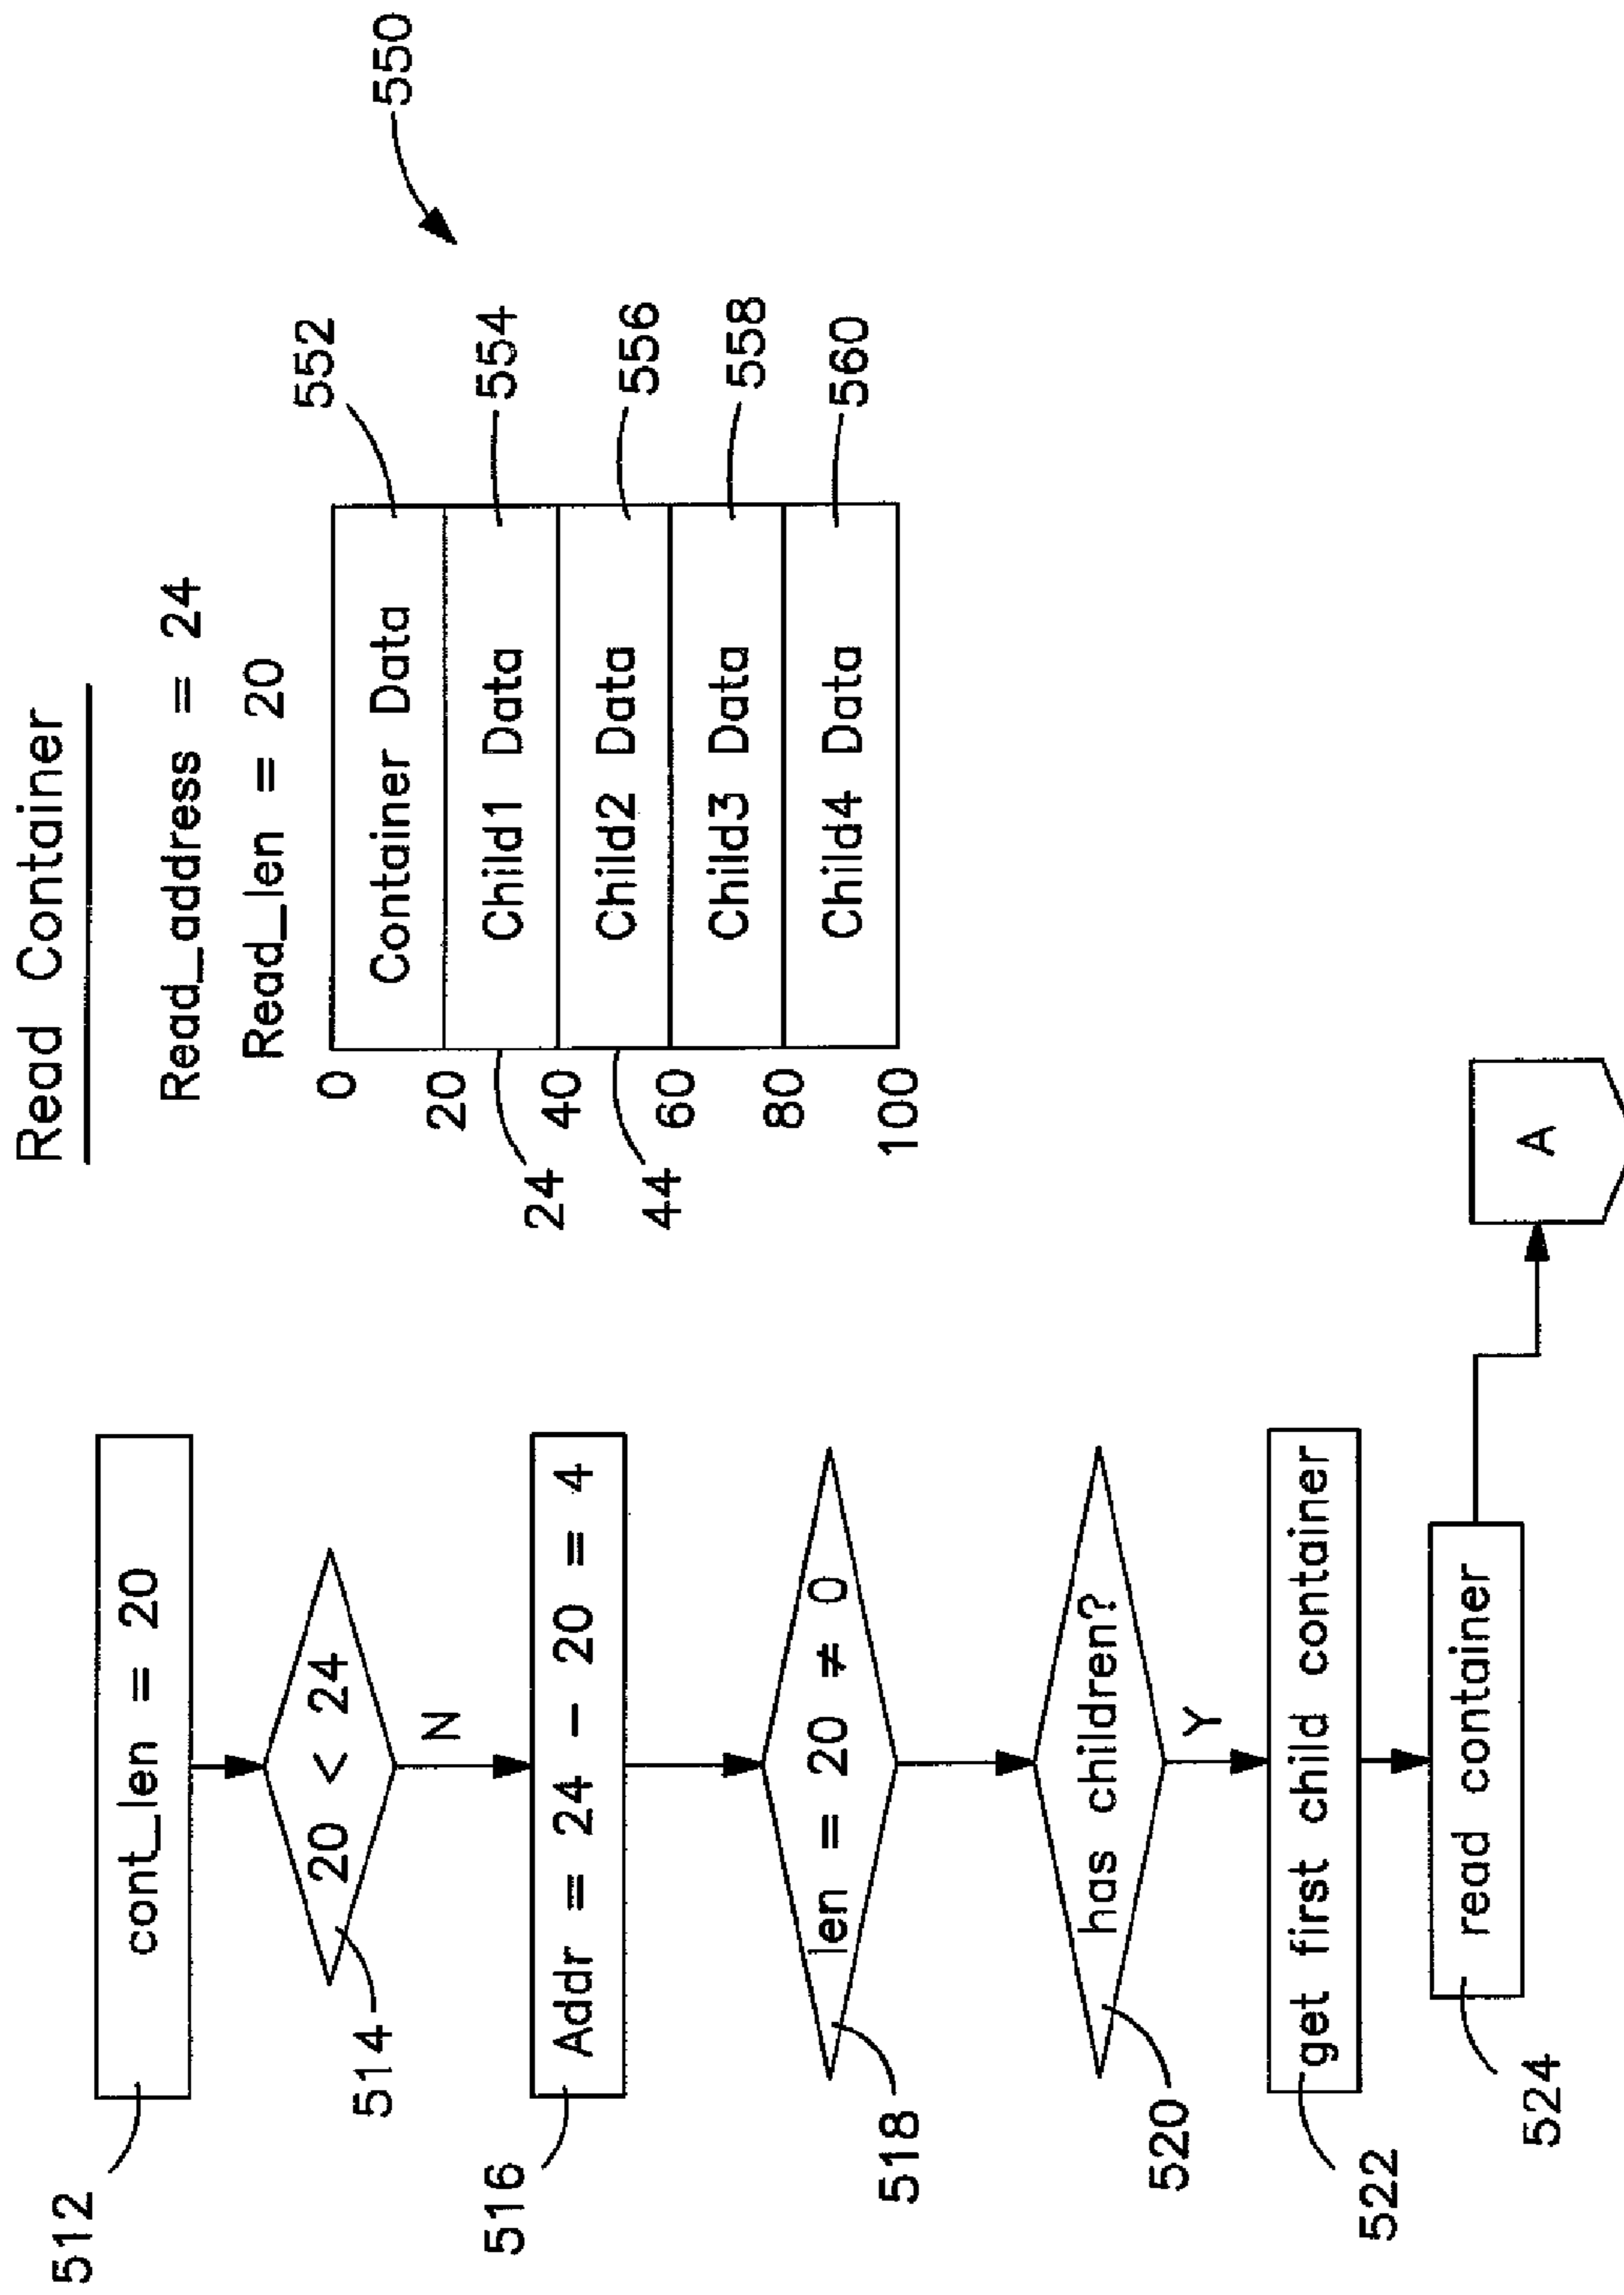 Read Container
Read_address = 24
Read_len = 20
512
cont_len = 20
514
20 < 24
N
516
Addr = 24 - 20 = 4
518
len = 20 ≠ 0
520
has children?
Y
522
get first child container
524
read container
A
0
Container Data
552
20
24
Child1 Data
554
40
44
Child2 Data
556
60
Child3 Data
558
80
Child4 Data
560
100
550